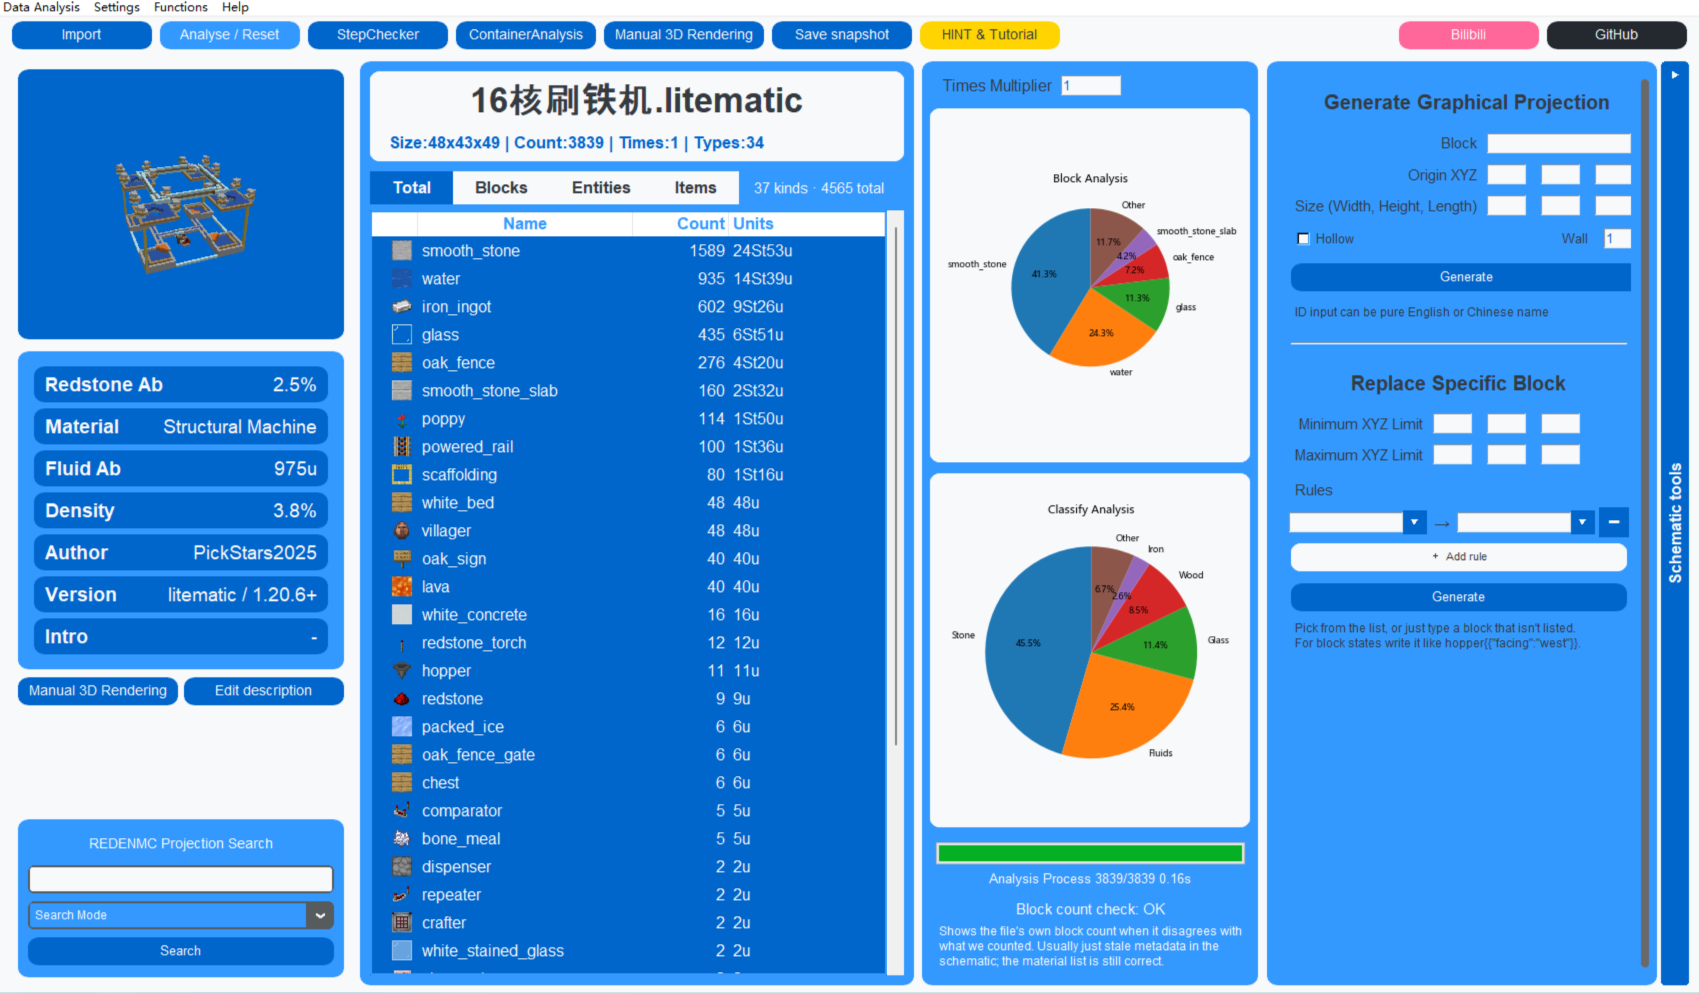 Data Analysis Settings Functions Help
Import Analyse / Reset StepChecker ContainerAnalysis Manual 3D Rendering Save snapshot HINT & Tutorial Bilibili GitHub
Redstone Ab 2.5%
Material Structural Machine
Fluid Ab 975u
Density 3.8%
Author PickStars2025
Version litematic / 1.20.6+
Intro -
Manual 3D Rendering Edit description
REDENMC Projection Search
Search Mode
Search
16核刷铁机.litematic
Size:48x43x49 | Count:3839 | Times:1 | Types:34
Total Blocks Entities Items 37 kinds · 4565 total
Name Count Units
smooth_stone 1589 24St53u
water 935 14St39u
iron_ingot 602 9St26u
glass 435 6St51u
oak_fence 276 4St20u
smooth_stone_slab 160 2St32u
poppy 114 1St50u
powered_rail 100 1St36u
scaffolding 80 1St16u
white_bed 48 48u
villager 48 48u
oak_sign 40 40u
lava 40 40u
white_concrete 16 16u
redstone_torch 12 12u
hopper 11 11u
redstone 9 9u
packed_ice 6 6u
oak_fence_gate 6 6u
chest 6 6u
comparator 5 5u
bone_meal 5 5u
dispenser 2 2u
repeater 2 2u
crafter 2 2u
white_stained_glass 2 2u
Times Multiplier 1
Block Analysis
Other
11.7%
smooth_stone_slab
4.2%
oak_fence
7.2%
smooth_stone
41.3%
11.3%
glass
24.3%
water
Classify Analysis
Other
6.7%
Iron
2.6%
Wood
8.5%
Stone
45.5%
11.4%
Glass
25.4%
Fluids
Analysis Process 3839/3839 0.16s
Block count check: OK
Shows the file's own block count when it disagrees with
what we counted. Usually just stale metadata in the
schematic; the material list is still correct.
Generate Graphical Projection
Block
Origin XYZ
Size (Width, Height, Length)
Hollow Wall 1
Generate
ID input can be pure English or Chinese name
Replace Specific Block
Minimum XYZ Limit
Maximum XYZ Limit
Rules
→ −
+ Add rule
Generate
Pick from the list, or just type a block that isn't listed.
For block states write it like hopper{{"facing":"west"}}.
Schematic tools